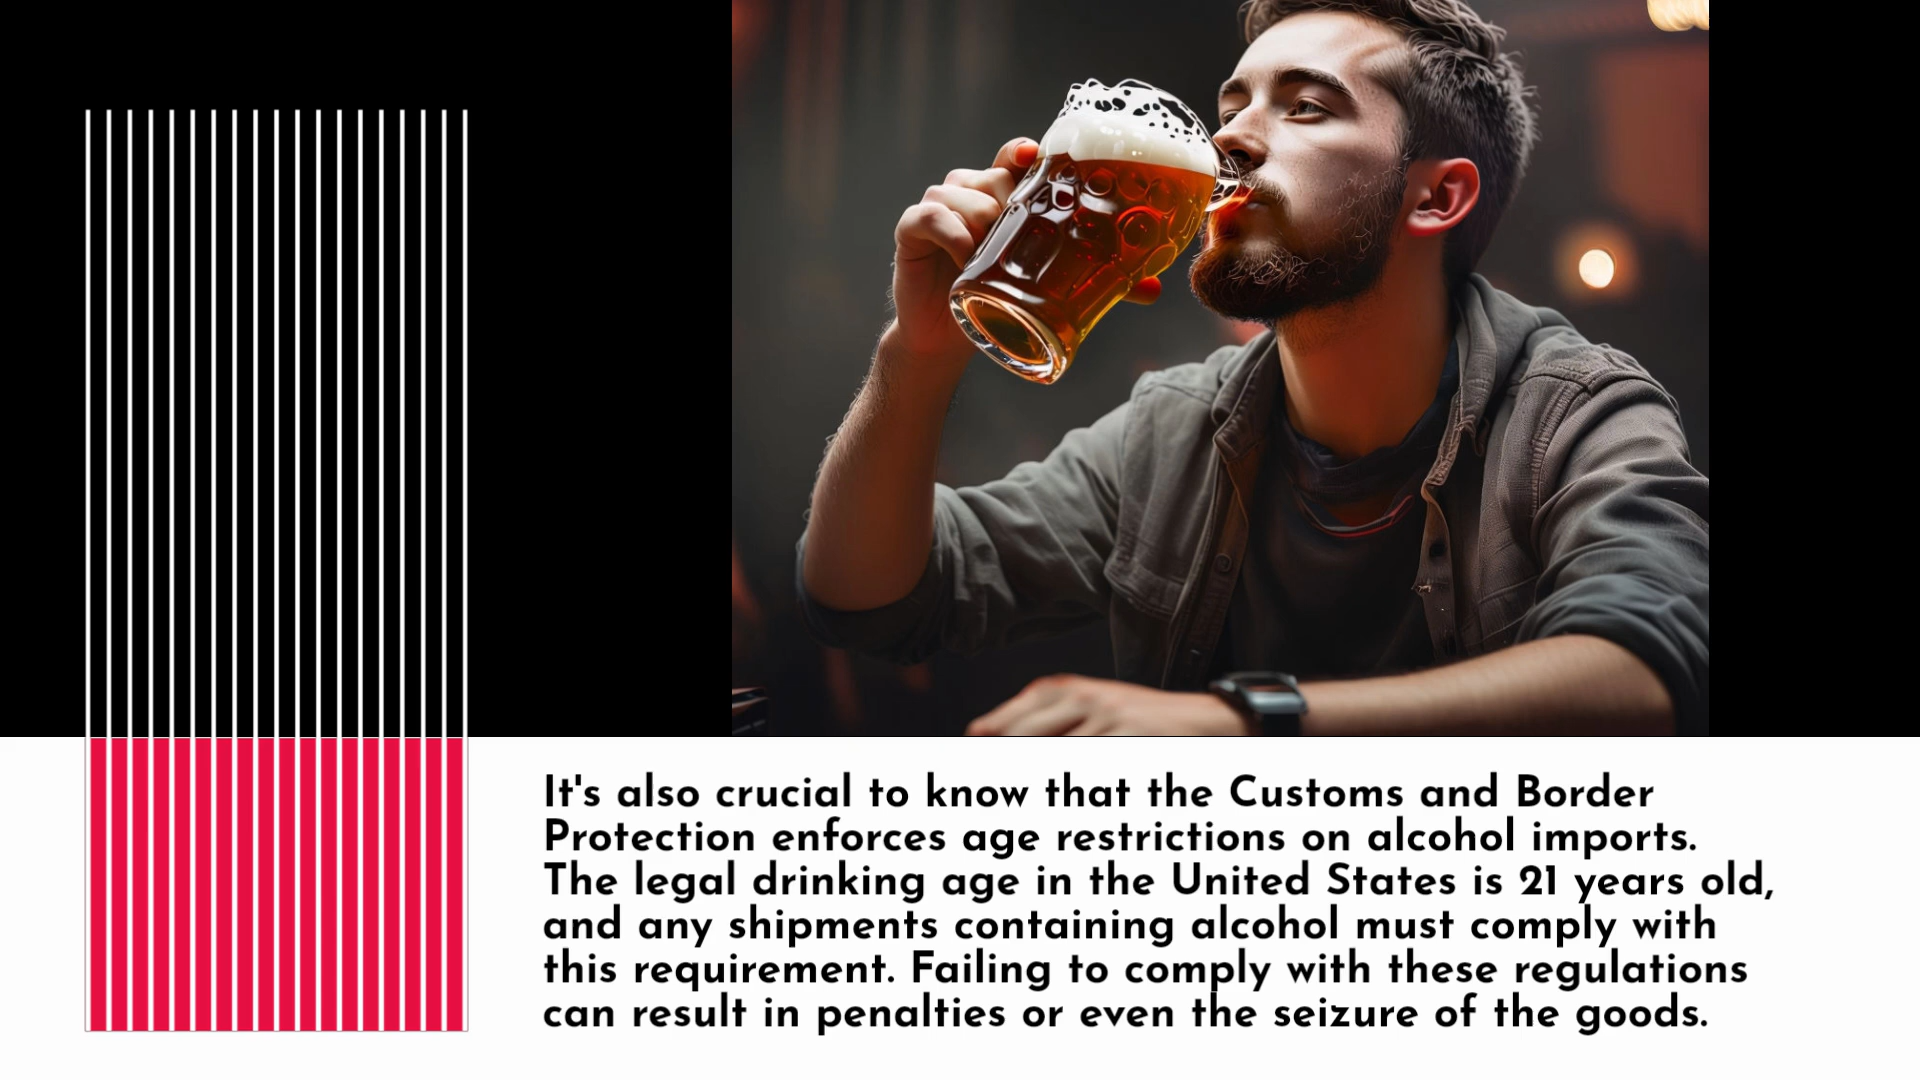 It's also crucial to know that the Customs and Border
Protection enforces age restrictions on alcohol imports.
The legal drinking age in the United States is 21 years old,
and any shipments containing alcohol must comply with
this requirement. Failing to comply with these regulations
can result in penalties or even the seizure of the goods.